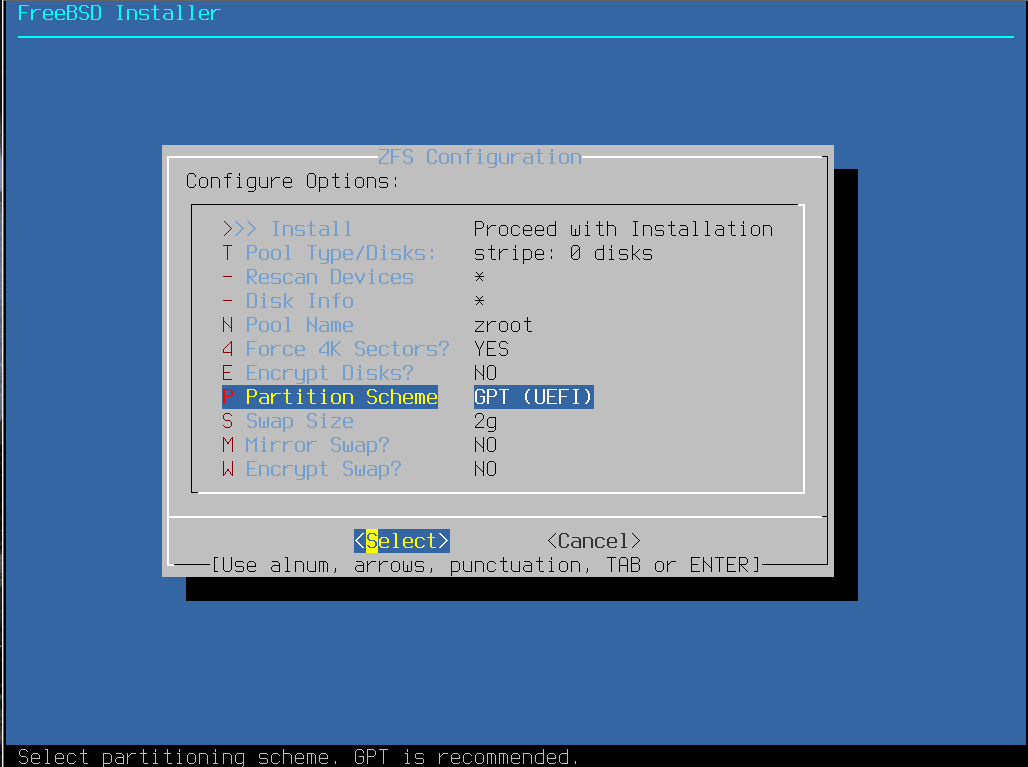 FreeBSD Installer
ZFS Configuration
Configure Options:
>>> Install Proceed with Installation
T Pool Type/Disks: stripe: 0 disks
- Rescan Devices *
- Disk Info *
N Pool Name zroot
4 Force 4K Sectors? YES
E Encrypt Disks? NO
P Partition Scheme GPT (UEFI)
S Swap Size 2g
M Mirror Swap? NO
W Encrypt Swap? NO
<Select> <Cancel>
[Use alnum, arrows, punctuation, TAB or ENTER]
Select partitioning scheme. GPT is recommended.